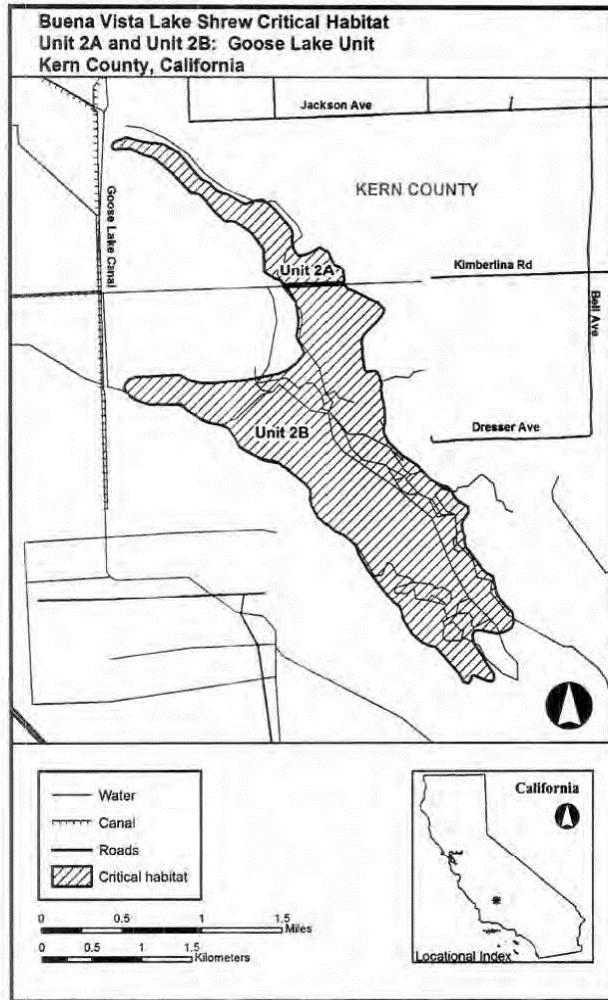 Buena Vista Lake Shrew Critical Habitat
Unit 2A and Unit 2B: Goose Lake Unit
Kern County, California
Jackson Ave
KERN COUNTY
Goose Lake Canal
Unit 2A
Kimberlina Rd
Bell Ave
Unit 2B
Dresser Ave
Water
Canal
Roads
Critical habitat
0 0.5 1 1.5
Miles
0 0.5 1 1.5
Kilometers
California
Locational Index